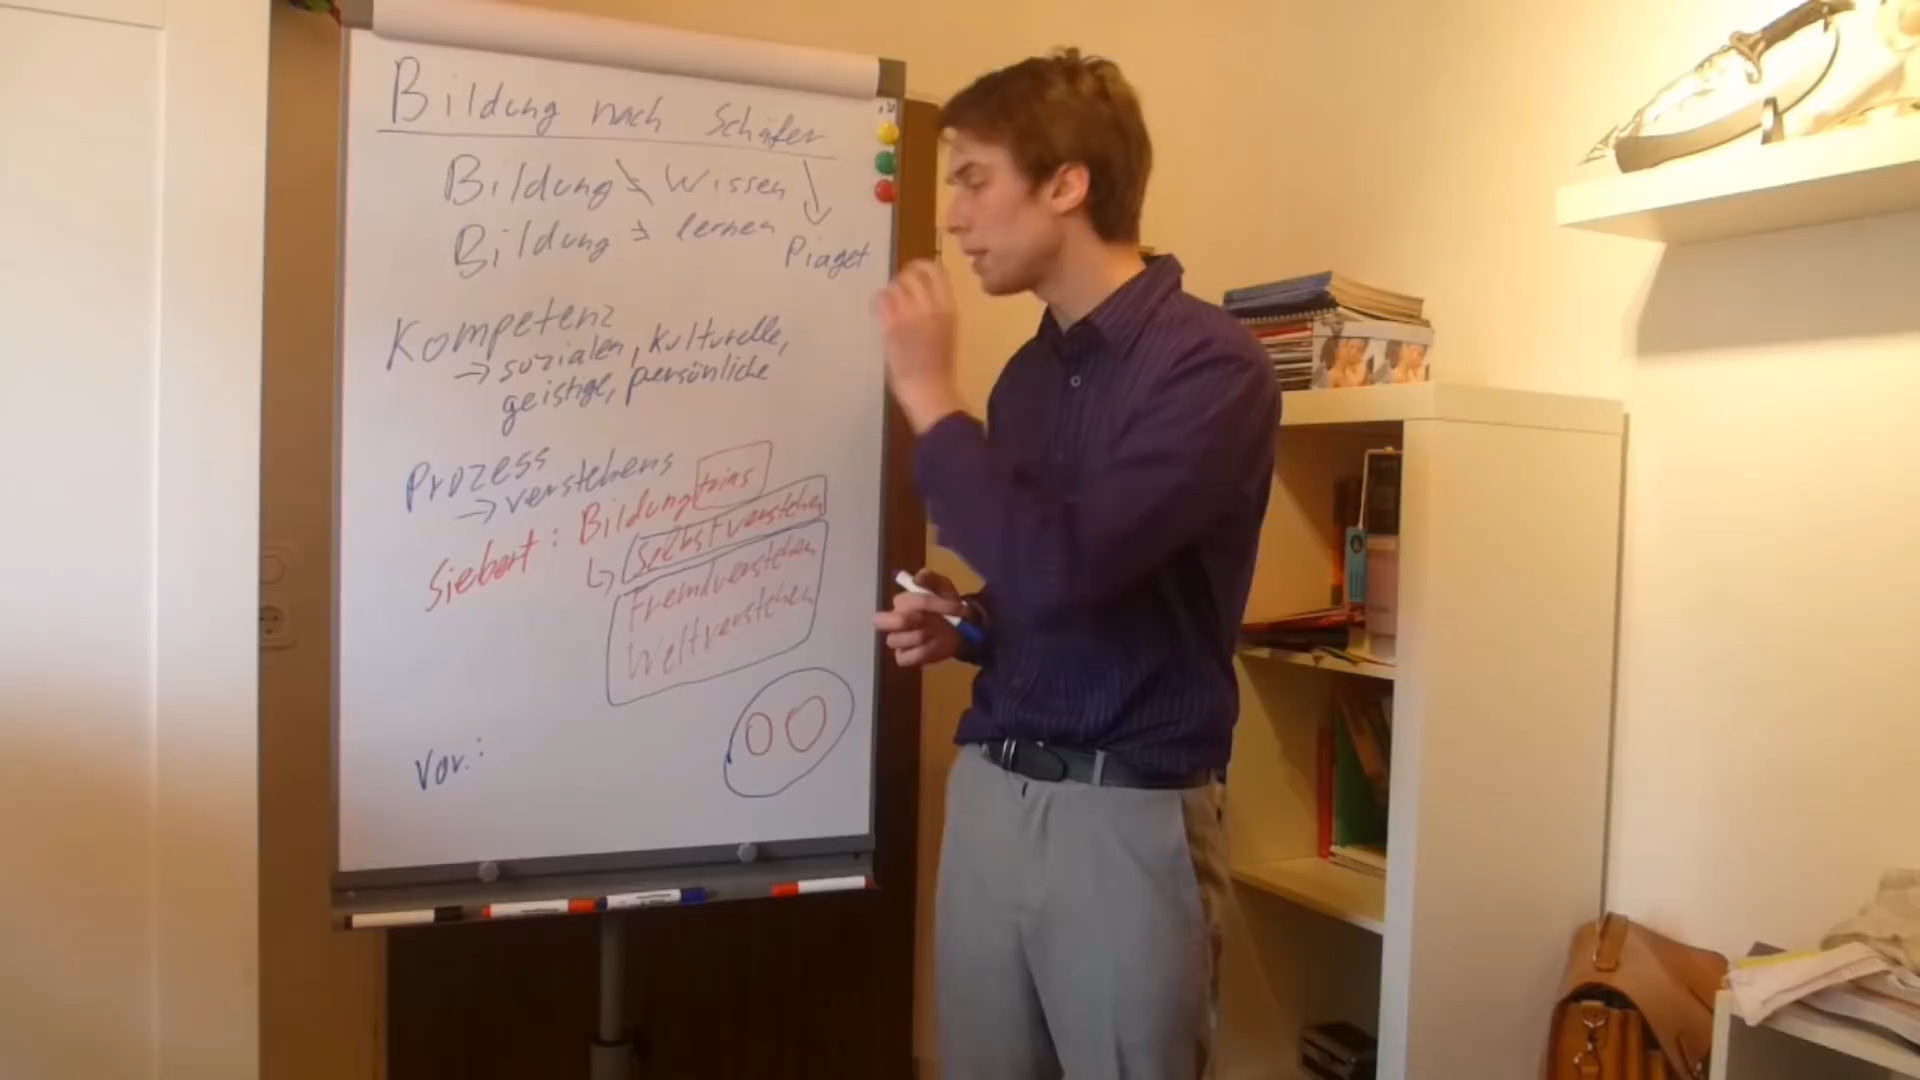 Bildung nach Schäfer
Bildung ≠ Wissen
Bildung ⇒ lernen
Piaget
Kompetenz
→ sozialen, kulturelle,
geistige, persönliche
Prozess
→ verstehens
Siebert: Bildungtrias
↳ Selbstverstehen
Fremdverstehen
Weltverstehen
Vor.: